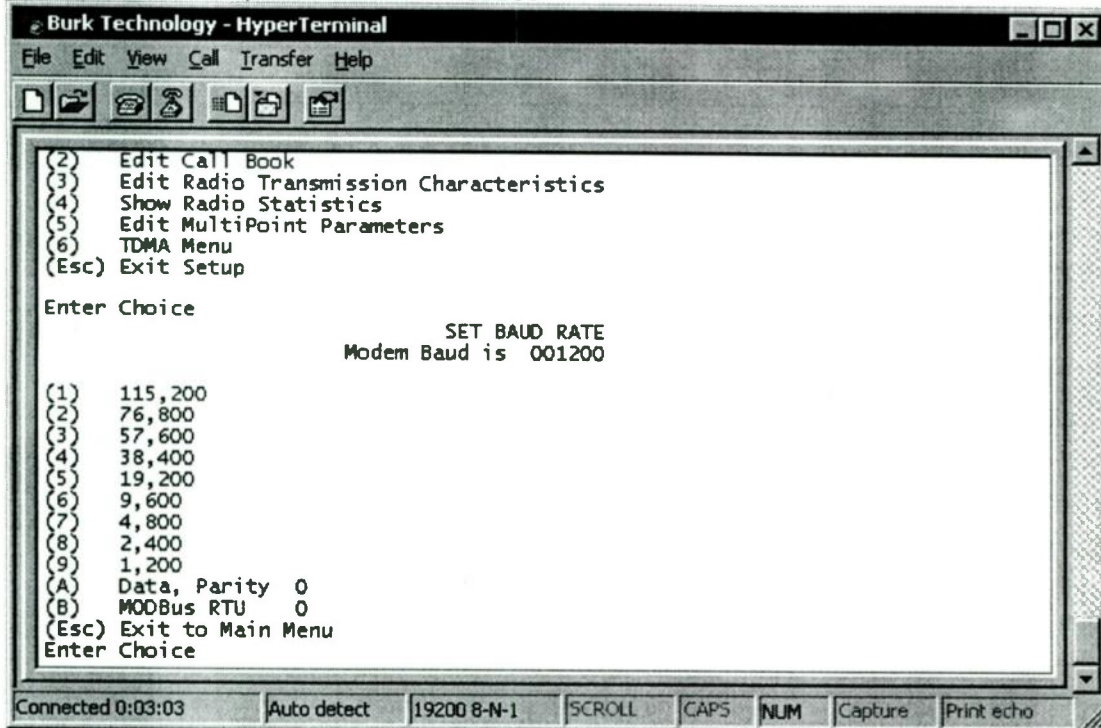 Burk Technology - HyperTerminal
File Edit View Call Transfer Help
(2) Edit Call Book
(3) Edit Radio Transmission Characteristics
(4) Show Radio Statistics
(5) Edit MultiPoint Parameters
(6) TDMA Menu
(Esc) Exit Setup
Enter Choice
SET BAUD RATE
Modem Baud is 001200
(1) 115,200
(2) 76,800
(3) 57,600
(4) 38,400
(5) 19,200
(6) 9,600
(7) 4,800
(8) 2,400
(9) 1,200
(A) Data, Parity 0
(B) MODBus RTU 0
(Esc) Exit to Main Menu
Enter Choice
Connected 0:03:03 Auto detect 19200 8-N-1 SCROLL CAPS NUM Capture Print echo